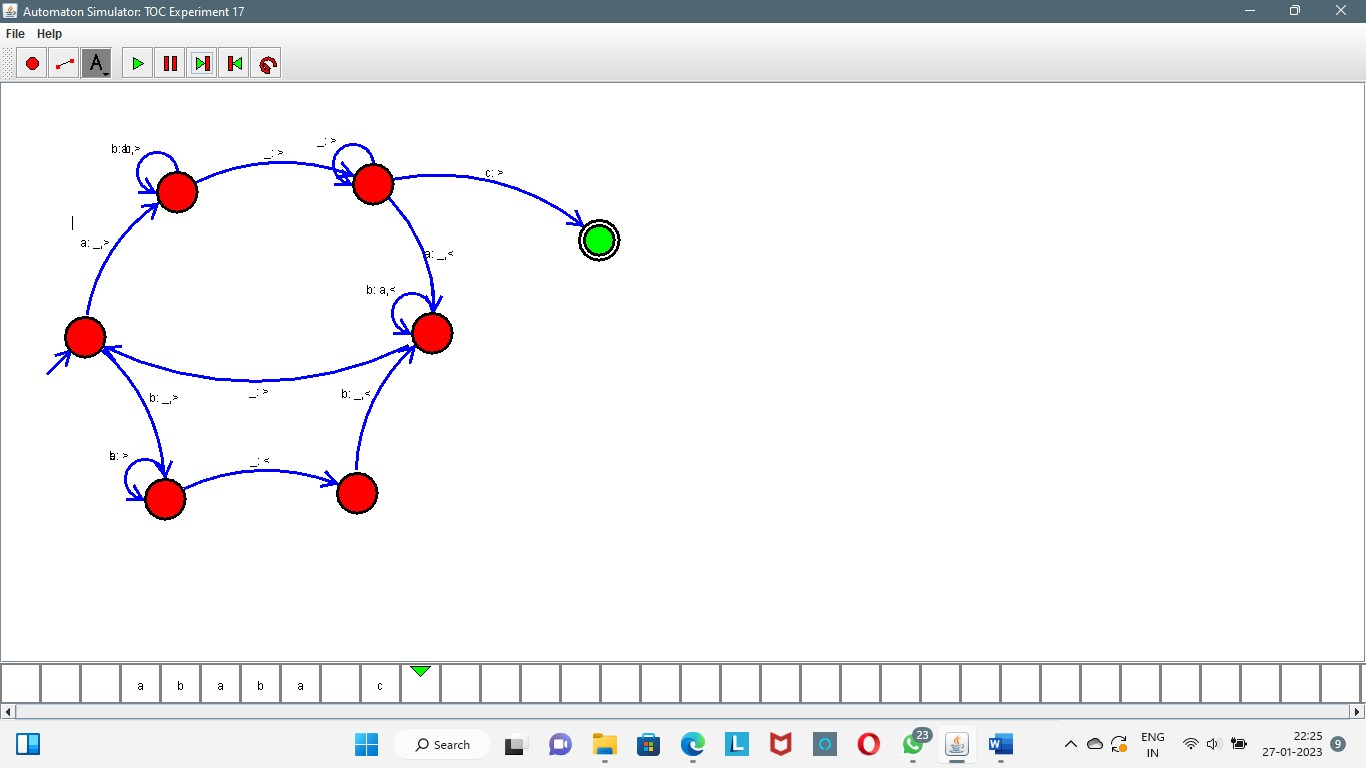 Automaton Simulator: TOC Experiment 17
File Help
A
_: >
b: >
_: >
c: >
a: _,>
a: _,<
b: a,<
b: _,>
_: >
b: _,<
_: <
a b a b a c
Search
L
23
ENG
IN
W
22:25
27-01-2023
9